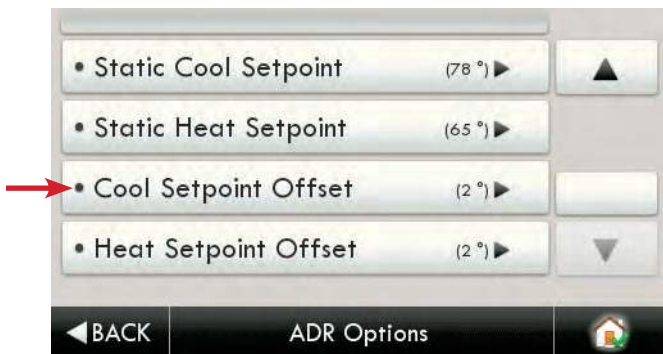 • Static Cool Setpoint (78 °)▶
• Static Heat Setpoint (65 °)▶
• Cool Setpoint Offset (2 °)▶
• Heat Setpoint Offset (2 °)▶
◀BACK ADR Options